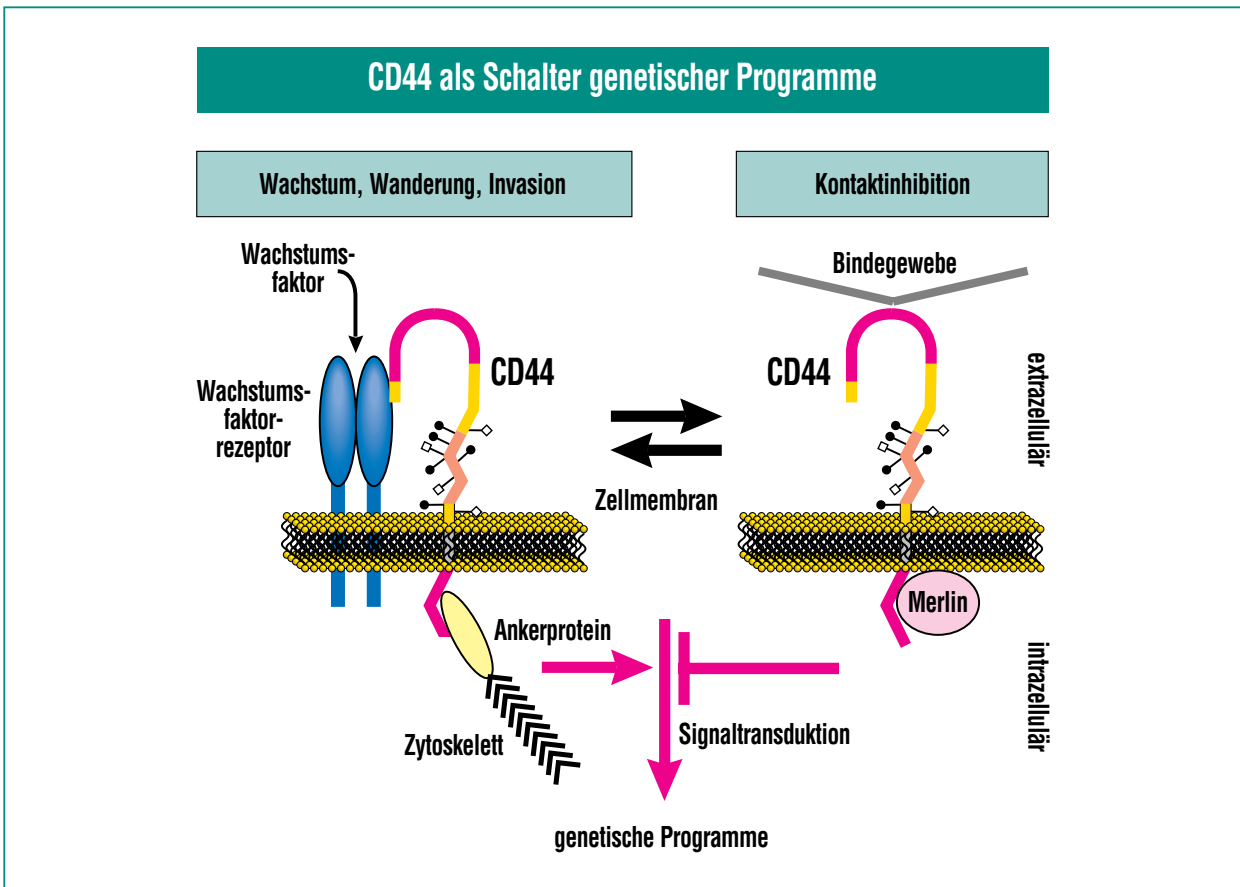 CD44 als Schalter genetischer Programme
Wachstum, Wanderung, Invasion
Kontaktinhibition
Wachstums-
faktor
Bindegewebe
Wachstums-
faktor-
rezeptor
CD44
CD44
extrazellulär
Zellmembran
Merlin
Ankerprotein
intrazellulär
Zytoskelett
Signaltransduktion
genetische Programme